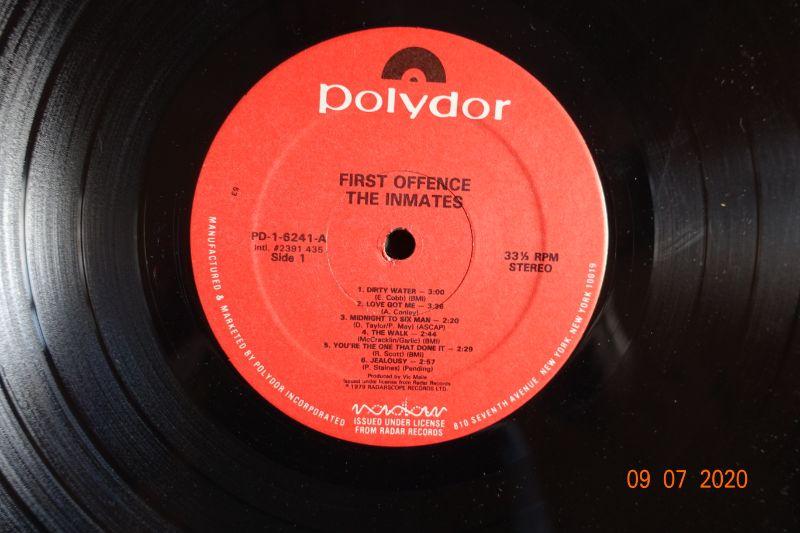 polydor
FIRST OFFENCE
THE INMATES
PD-1-6241-A
Intl. #2391 435
Side 1
33⅓ RPM
STEREO
1. DIRTY WATER — 3:00
(E. Cobb) (BMI)
2. LOVE GOT ME — 3:36
(A. Conley)
3. MIDNIGHT TO SIX MAN — 2:20
(D. Taylor/P. May) (ASCAP)
4. THE WALK — 2:44
(McCracklin/Garlic) (BMI)
5. YOU'RE THE ONE THAT DONE IT — 2:29
(R. Scott) (BMI)
6. JEALOUSY — 2:57
(P. Staines) (Pending)
Produced by Vic Maile
Issued under license from Radar Records
℗ 1979 RADARSCOPE RECORDS LTD.
radar
ISSUED UNDER LICENSE
FROM RADAR RECORDS
MANUFACTURED & MARKETED BY POLYDOR INCORPORATED
810 SEVENTH AVENUE, NEW YORK, NEW YORK 10019
09 07 2020